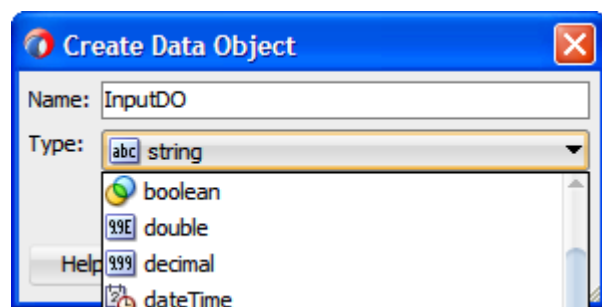 Create Data Object
Name: InputDO
Type: abc string
boolean
99E double
Help 999 decimal
dateTime